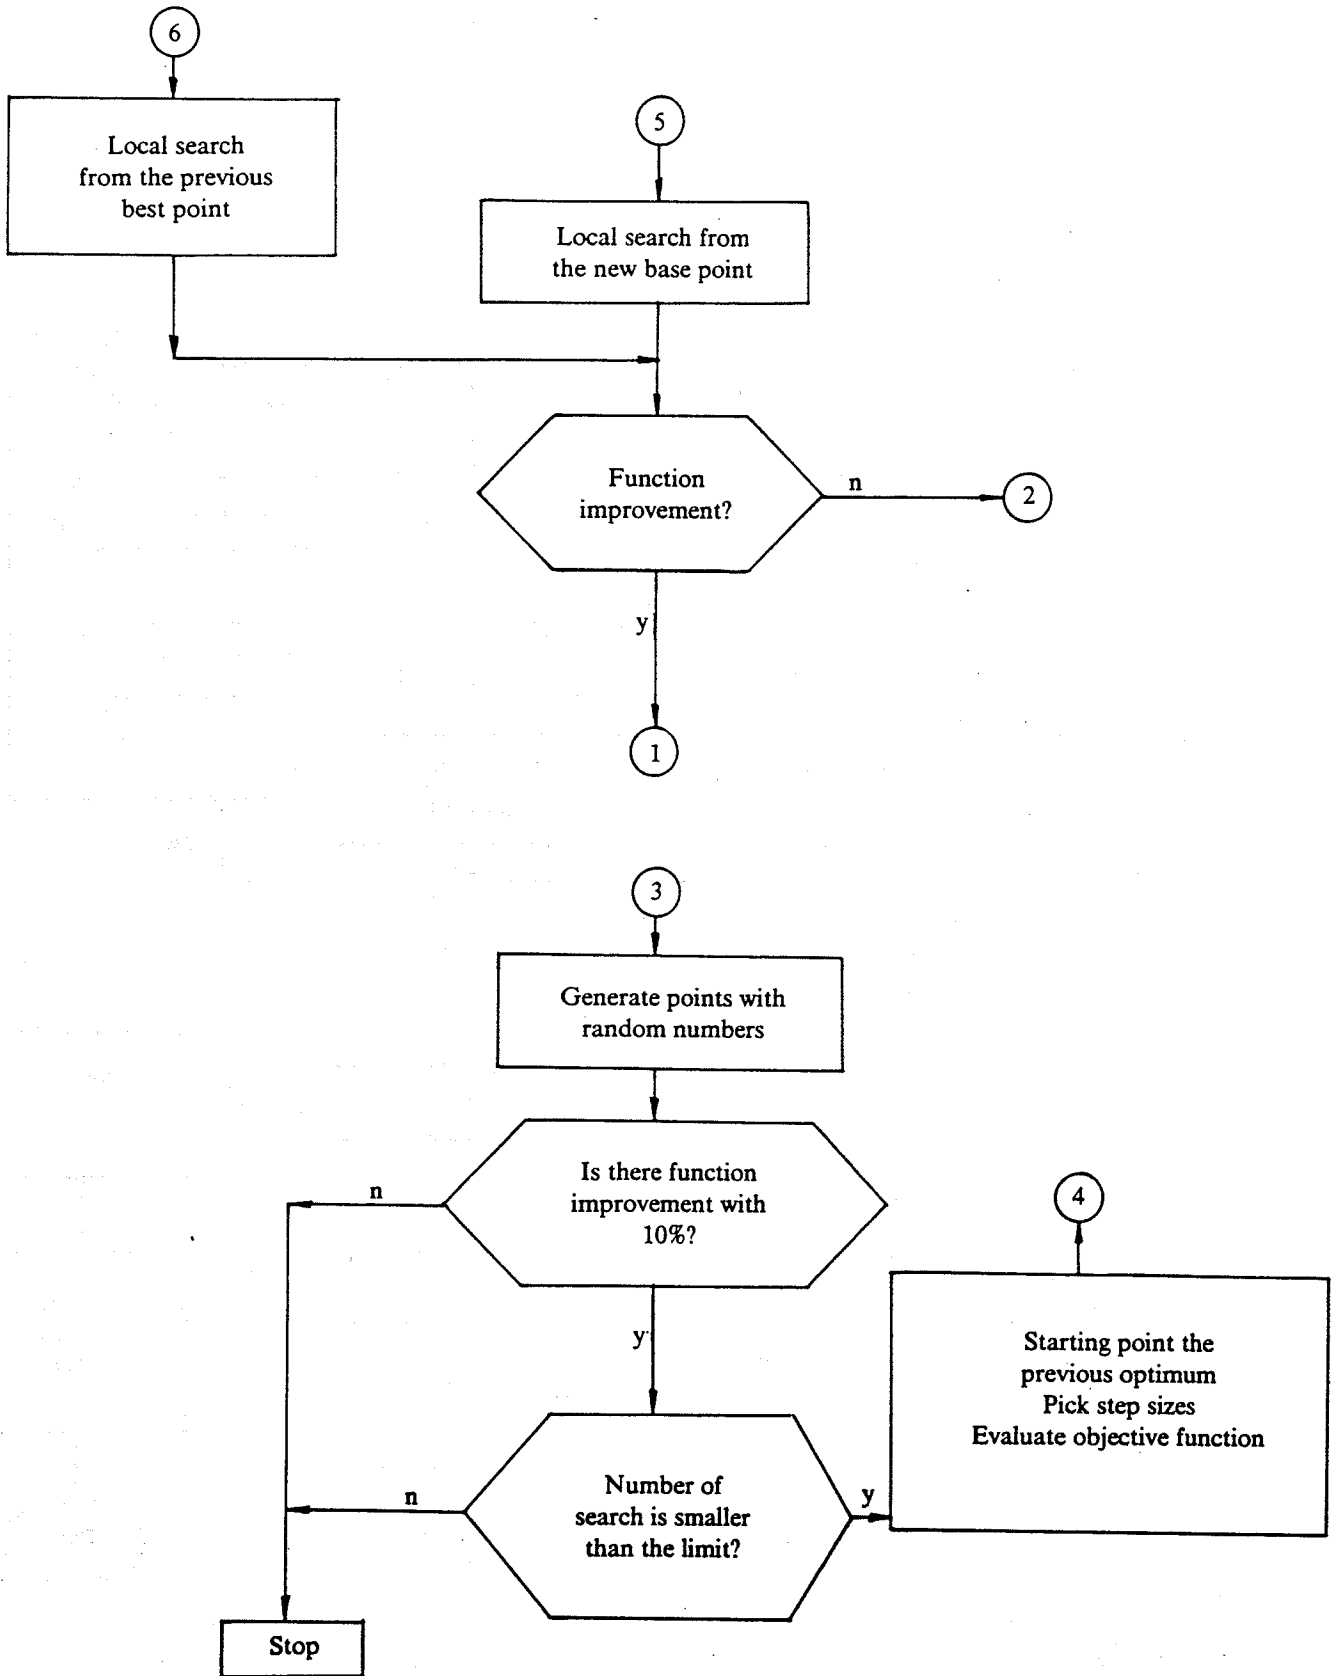 6
Local search
from the previous
best point
5
Local search from
the new base point
Function
improvement?
n
2
y
1
3
Generate points with
random numbers
Is there function
improvement with
10%?
n
y
4
Starting point the
previous optimum
Pick step sizes
Evaluate objective function
Number of
search is smaller
than the limit?
n
y
Stop